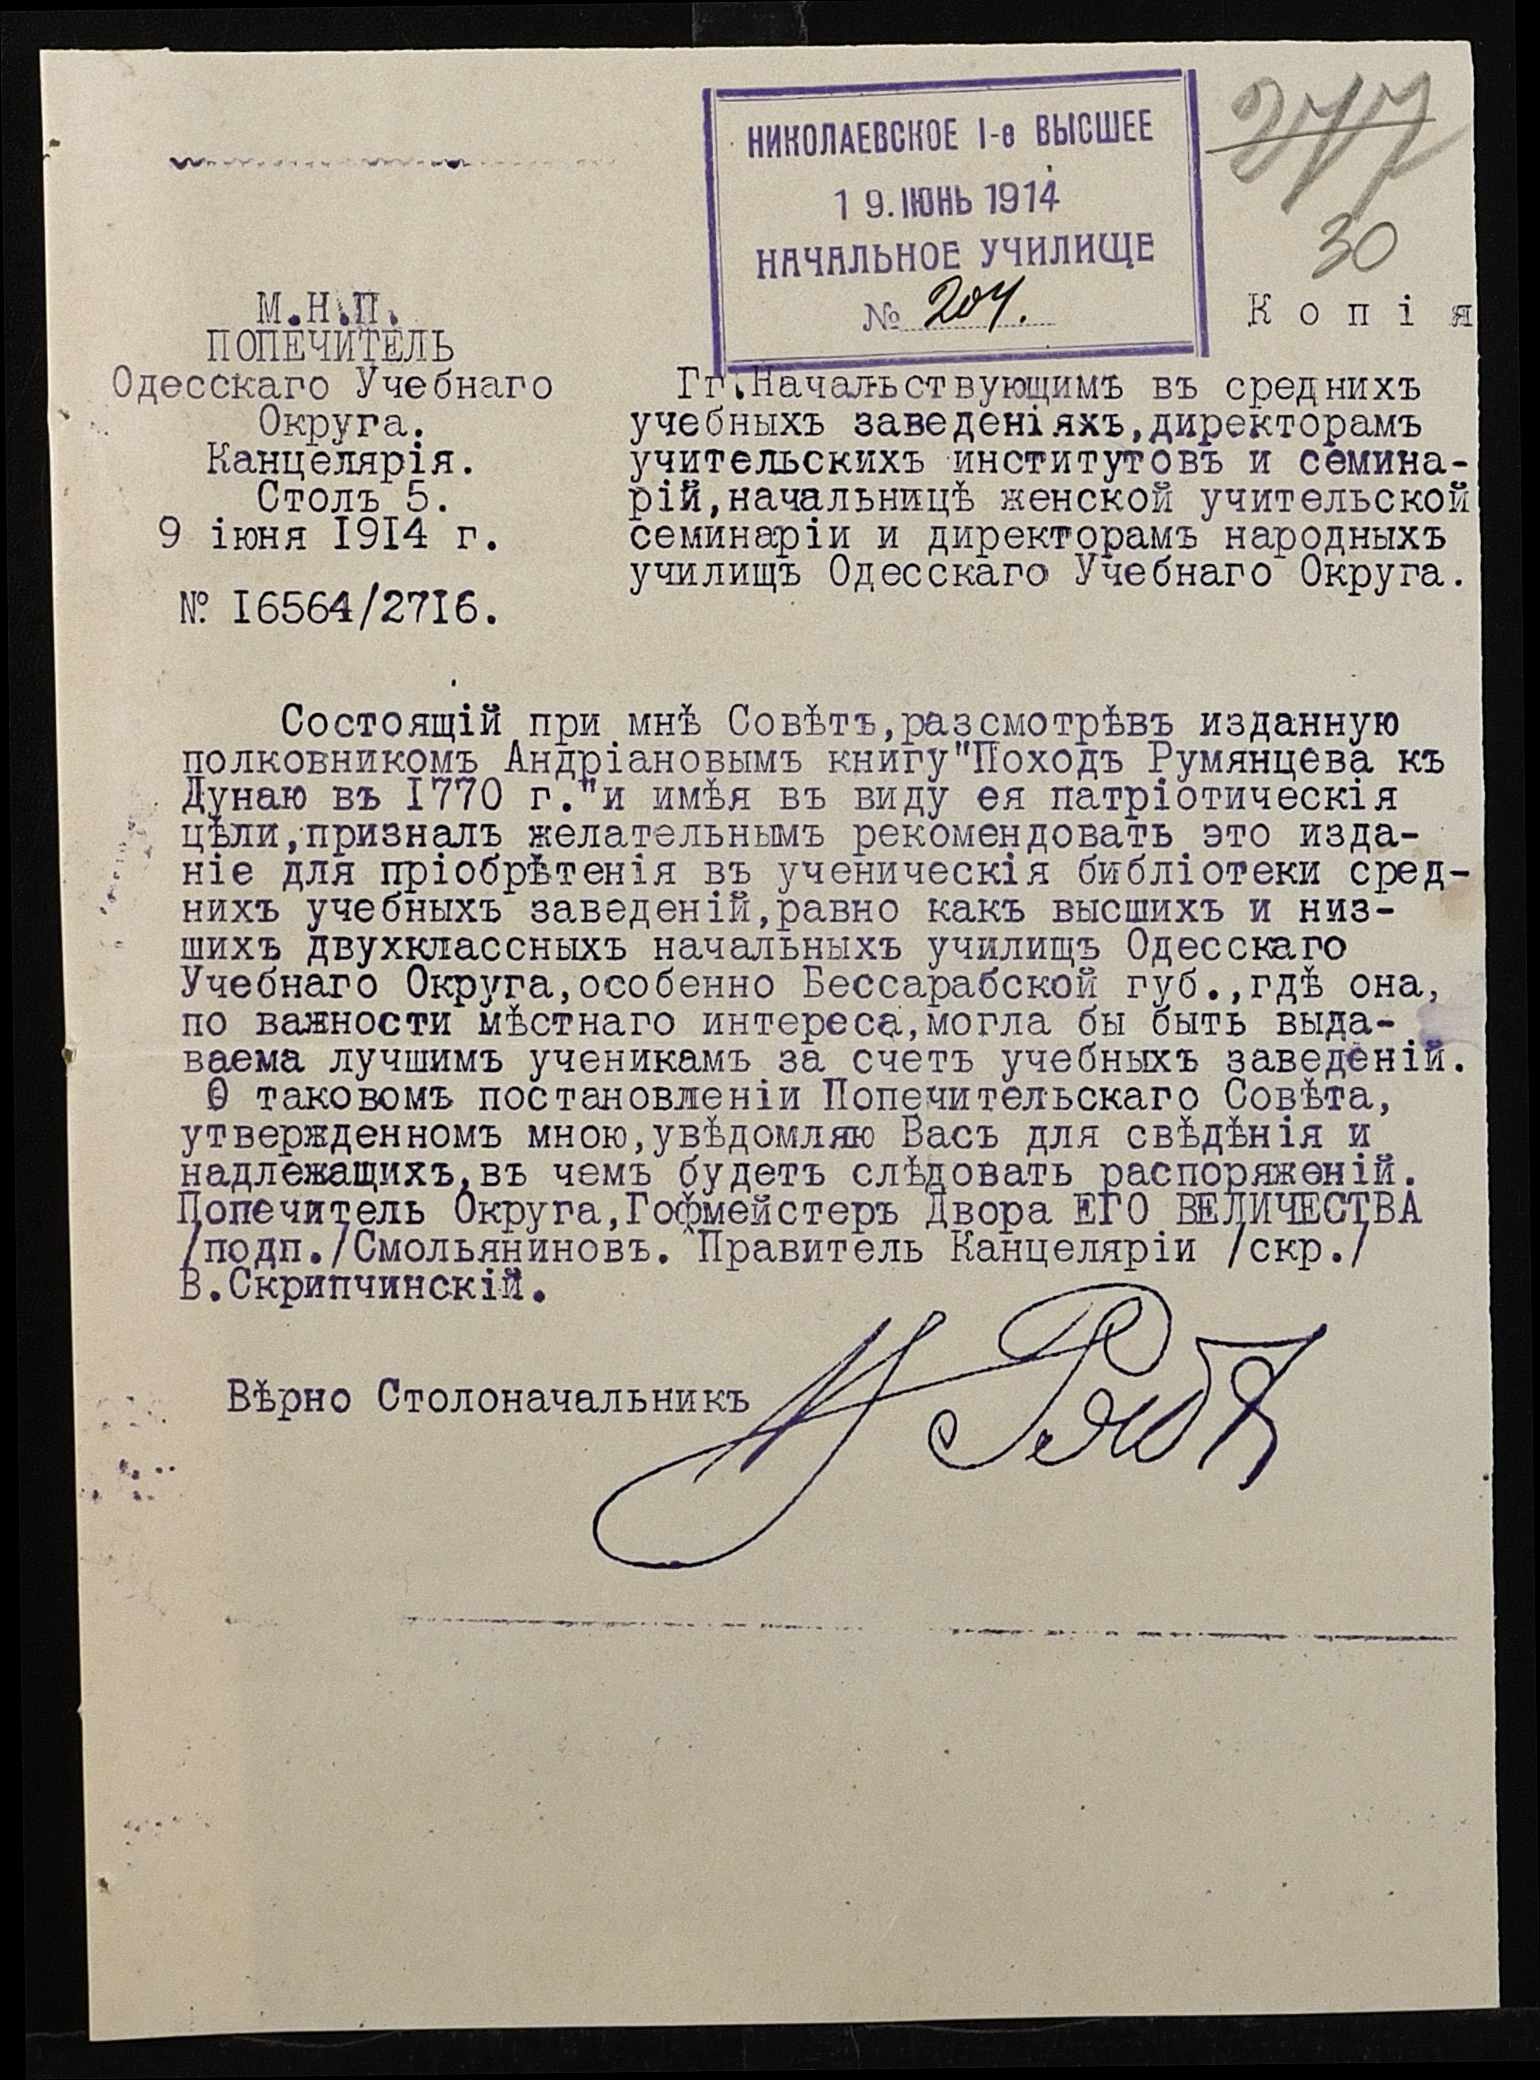 НИКОЛАЕВСКОЕ I-е ВЫСШЕЕ
19. ІЮНЬ 1914
НАЧАЛЬНОЕ УЧИЛИЩЕ
№ 204.
277
30
Копія
М.Н.П.
ПОПЕЧИТЕЛЬ
Одесскаго Учебнаго
Округа.
Канцелярія.
Столъ 5.
9 іюня I9I4 г.
№ I6564/27I6.
Гг.Начальствующимъ въ среднихъ
учебныхъ заведеніяхъ,директорамъ
учительскихъ институтовъ и семина-
рій,начальницѣ женской учительской
семинаріи и директорамъ народныхъ
училищъ Одесскаго Учебнаго Округа.
Состоящій при мнѣ Совѣтъ,разсмотрѣвъ изданную
полковникомъ Андріановымъ книгу"Походъ Румянцева къ
Дунаю въ I770 г."и имѣя въ виду ея патріотическія
цѣли,призналъ желательнымъ рекомендовать это изда-
ніе для пріобрѣтенія въ ученическія библіотеки сред-
нихъ учебныхъ заведеній,равно какъ высшихъ и низ-
шихъ двухклассныхъ начальныхъ училищъ Одесскаго
Учебнаго Округа,особенно Бессарабской губ.,гдѣ она,
по важности мѣстнаго интереса,могла бы быть выда-
ваема лучшимъ ученикамъ за счетъ учебныхъ заведеній.
О таковомъ постановленіи Попечительскаго Совѣта,
утвержденномъ мною,увѣдомляю Васъ для свѣдѣнія и
надлежащихъ,въ чемъ будетъ слѣдовать распоряженій.
Попечитель Округа,Гофмейстеръ Двора ЕГО ВЕЛИЧЕСТВА
/подп./Смольяниновъ. Правитель Канцеляріи /скр./
В.Скрипчинскій.
Вѣрно Столоначальникъ